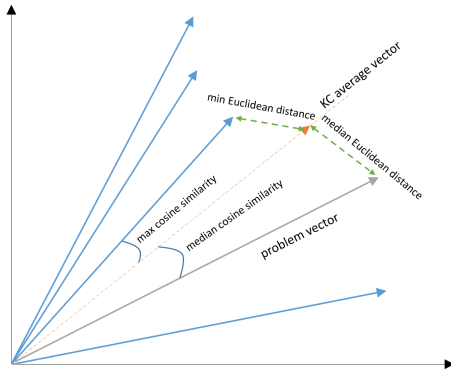 KC average vector
min Euclidean distance
median Euclidean distance
max cosine similarity
median cosine similarity
problem vector